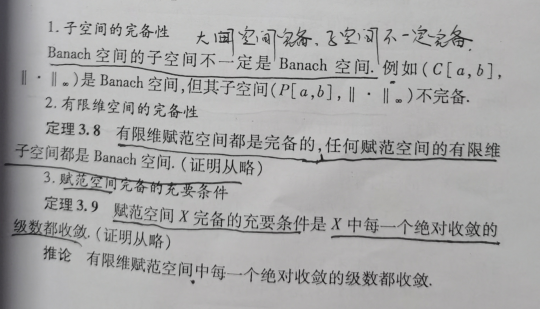 1. 子空间的完备性 大空间完备、子空间不一定完备.
Banach 空间的子空间不一定是 Banach 空间. 例如 (C[a,b],
‖·‖∞)是 Banach 空间,但其子空间(P[a,b],‖·‖∞)不完备.
2. 有限维空间的完备性
定理3.8 有限维赋范空间都是完备的,任何赋范空间的有限维
子空间都是 Banach 空间. (证明从略)
3. 赋范空间完备的充要条件
定理3.9 赋范空间 X 完备的充要条件是 X 中每一个绝对收敛的
级数都收敛. (证明从略)
推论 有限维赋范空间中每一个绝对收敛的级数都收敛.